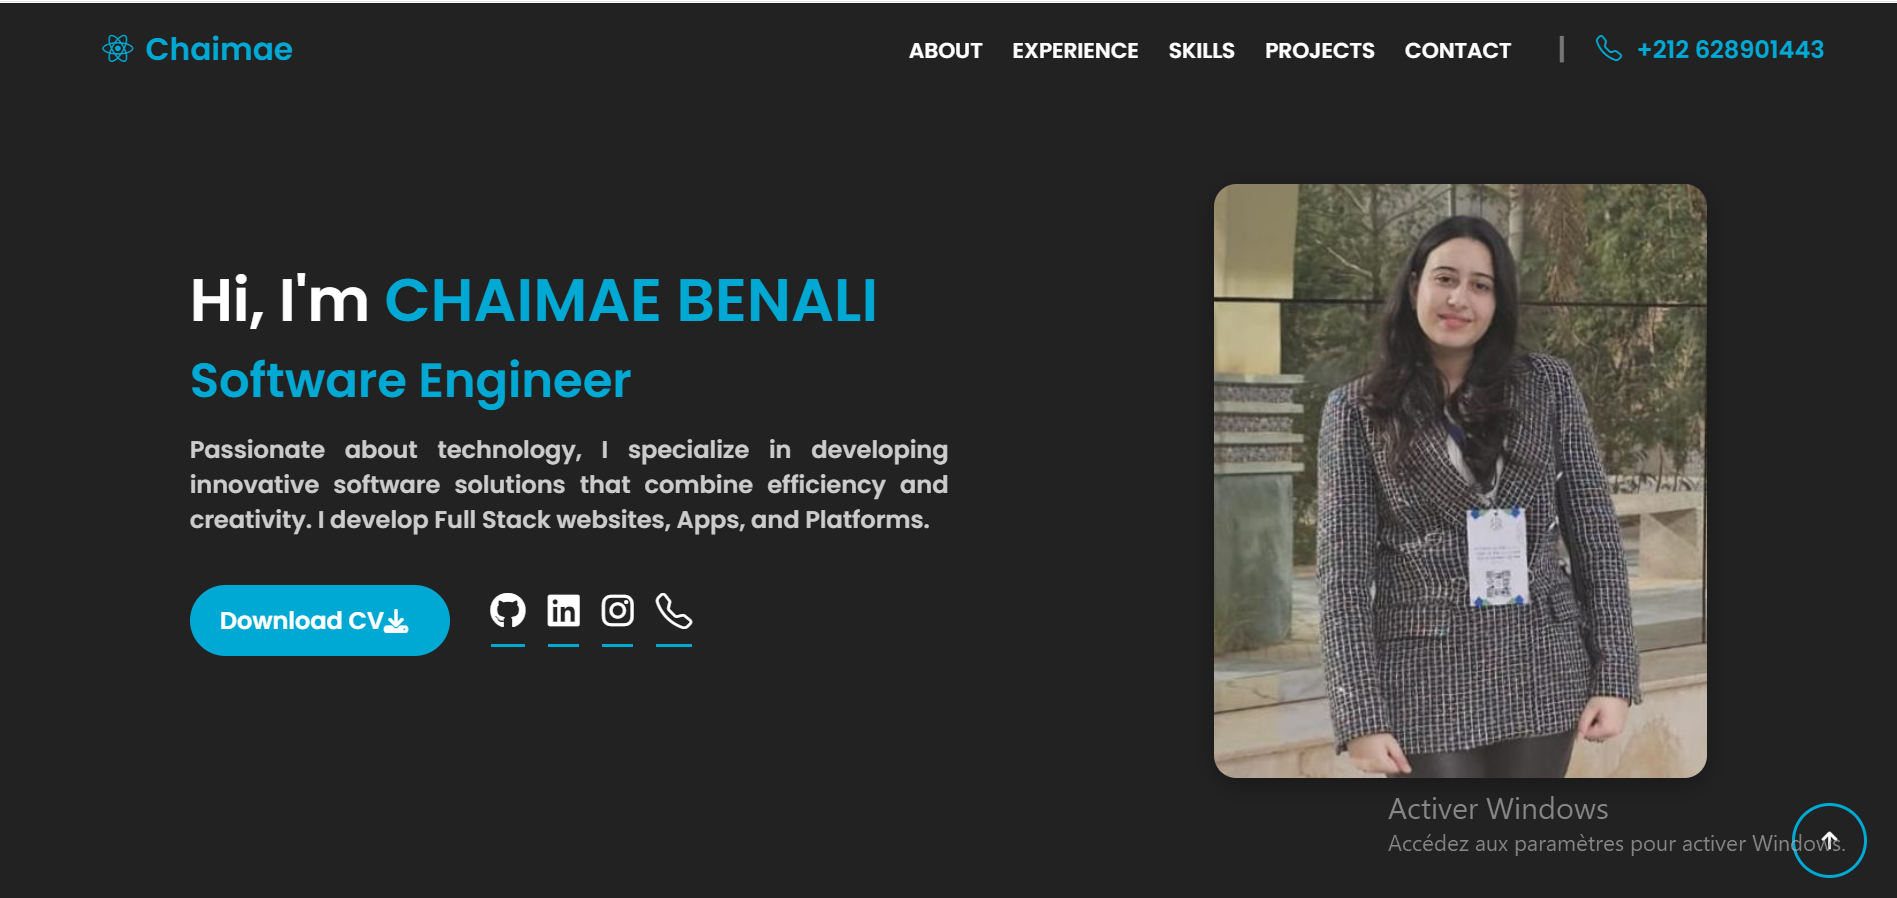 Chaimae
ABOUT EXPERIENCE SKILLS PROJECTS CONTACT | +212 628901443
Hi, I'm CHAIMAE BENALI
Software Engineer
Passionate about technology, I specialize in developing
innovative software solutions that combine efficiency and
creativity. I develop Full Stack websites, Apps, and Platforms.
Download CV
in
Activer Windows
Accédez aux paramètres pour activer Windows.